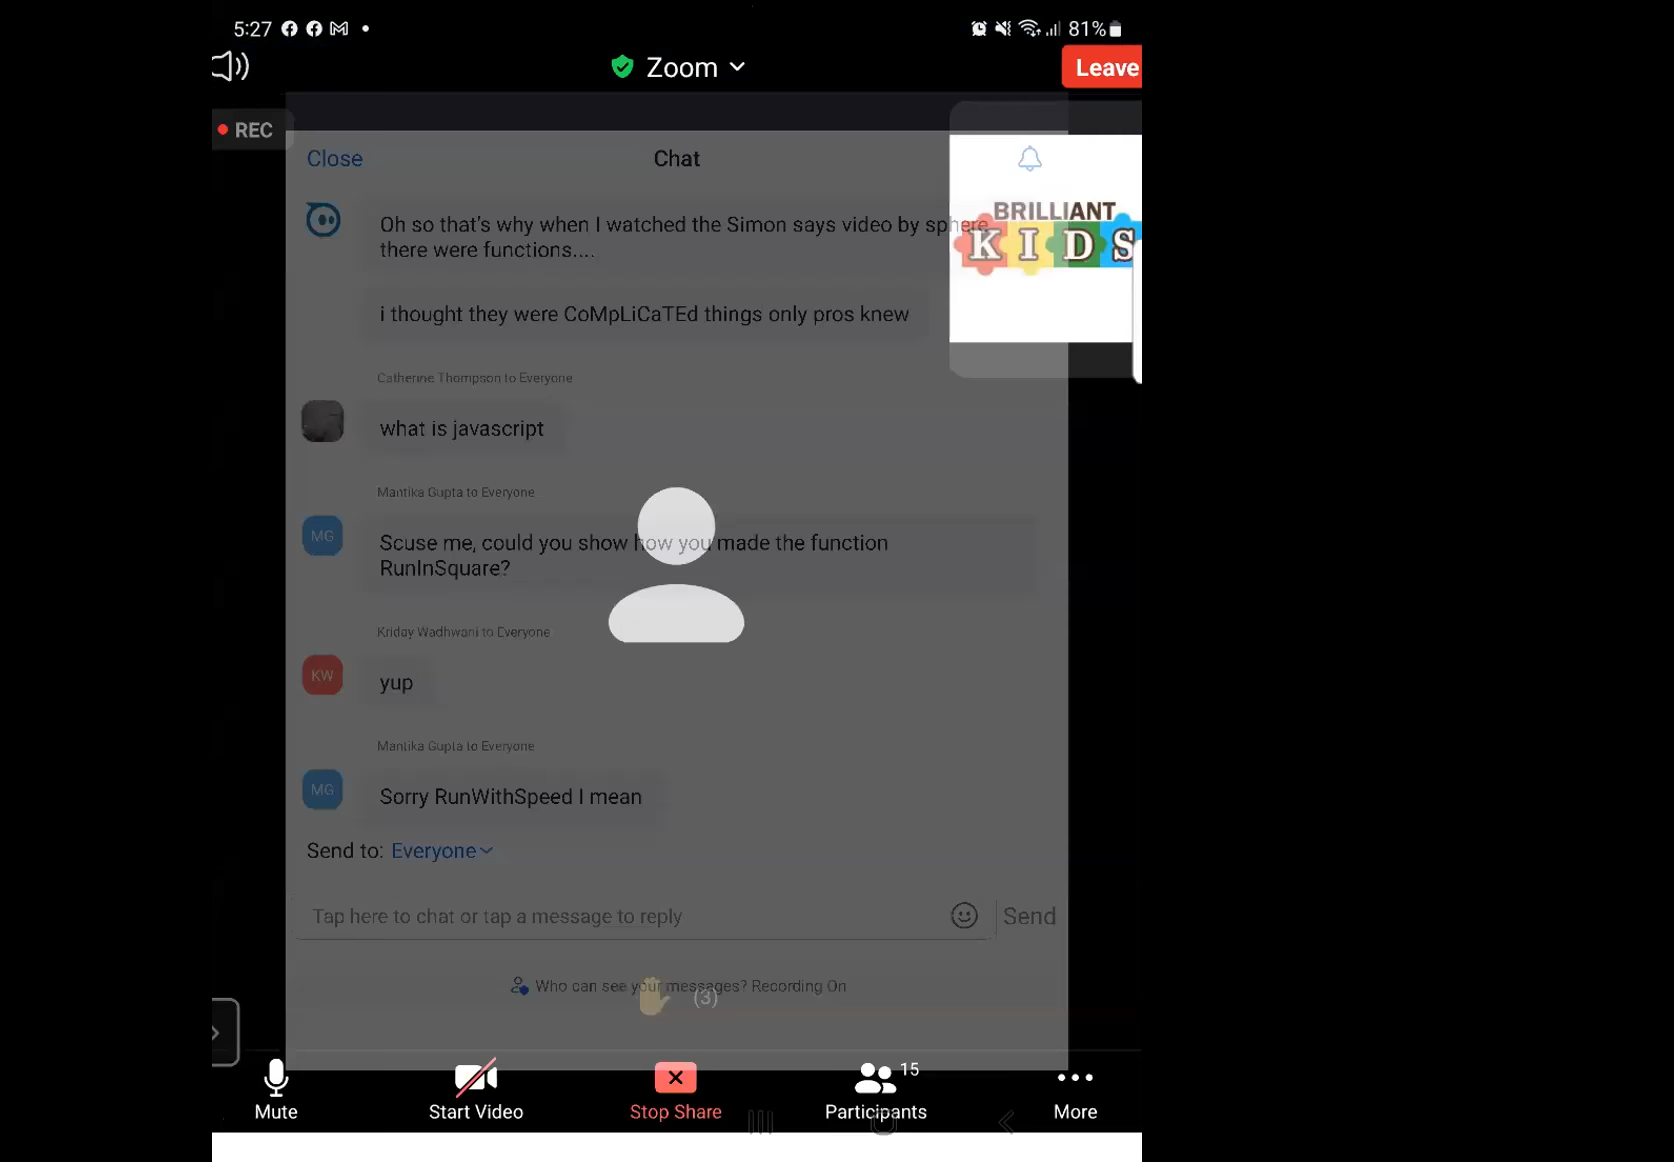 5:27
81%
Zoom
Leave
REC
Close
Chat
BRILLIANT
KIDS
Oh so that's why when I watched the Simon says video by sphere,
there were functions....
i thought they were CoMpLiCaTEd things only pros knew
Catherine Thompson to Everyone
what is javascript
Mantika Gupta to Everyone
MG
Scuse me, could you show how you made the function
RunInSquare?
Kriday Wadhwani to Everyone
KW
yup
Mantika Gupta to Everyone
MG
Sorry RunWithSpeed I mean
Send to: Everyone
Tap here to chat or tap a message to reply
Send
Who can see your messages? Recording On
(3)
15
Mute
Start Video
Stop Share
Participants
More